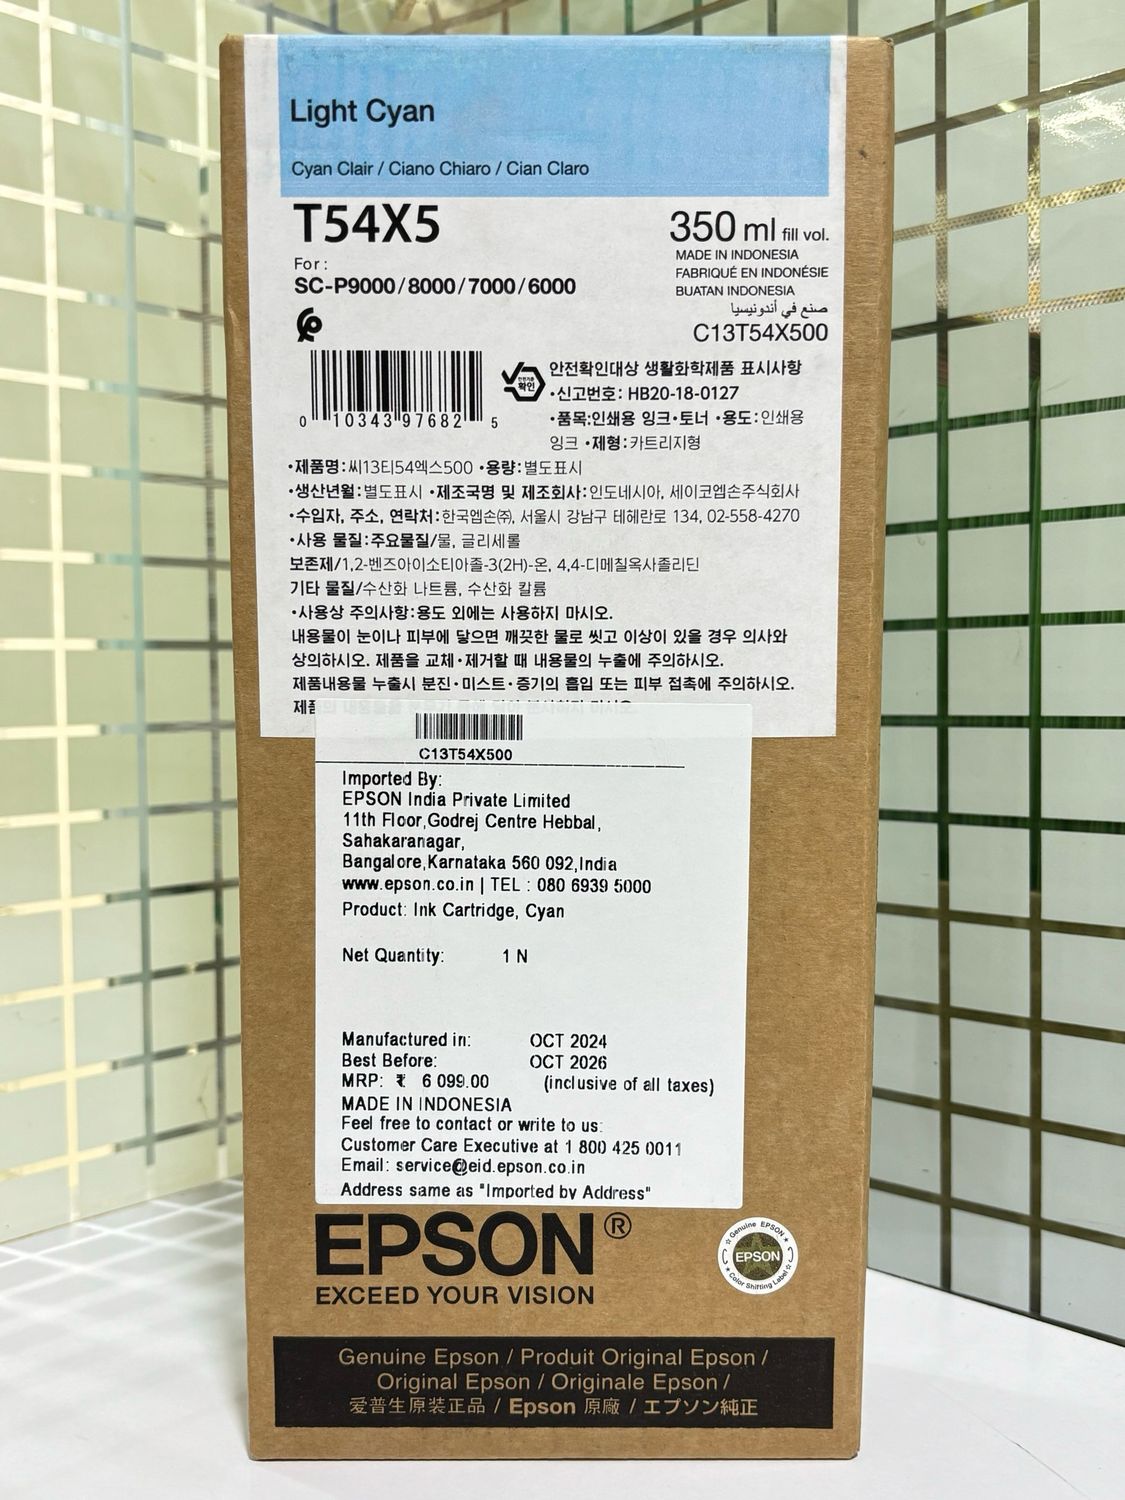 Light Cyan
Cyan Clair / Ciano Chiaro / Cian Claro
T54X5
For :
SC-P9000/8000/7000/6000
350 ml fill vol.
MADE IN INDONESIA
FABRIQUÉ EN INDONÉSIE
BUATAN INDONESIA
صنع في أندونيسيا
C13T54X500
0 10343 97682 5
확인
안전확인대상 생활화학제품 표시사항
•신고번호: HB20-18-0127
•품목:인쇄용 잉크•토너 •용도:인쇄용
잉크 •제형:카트리지형
•제품명:씨13티54엑스500 •용량:별도표시
•생산년월:별도표시 •제조국명 및 제조회사:인도네시아, 세이코엡손주식회사
•수입자, 주소, 연락처:한국엡손㈜, 서울시 강남구 테헤란로 134, 02-558-4270
•사용 물질:주요물질/물, 글리세롤
보존제/1,2-벤즈아이소티아졸-3(2H)-온, 4,4-디메칠옥사졸리딘
기타 물질/수산화 나트륨, 수산화 칼륨
•사용상 주의사항:용도 외에는 사용하지 마시오.
내용물이 눈이나 피부에 닿으면 깨끗한 물로 씻고 이상이 있을 경우 의사와
상의하시오. 제품을 교체•제거할 때 내용물의 누출에 주의하시오.
제품내용물 누출시 분진•미스트•증기의 흡입 또는 피부 접촉에 주의하시오.
C13T54X500
Imported By:
EPSON India Private Limited
11th Floor,Godrej Centre Hebbal,
Sahakaranagar,
Bangalore,Karnataka 560 092,India
www.epson.co.in | TEL : 080 6939 5000
Product: Ink Cartridge, Cyan
Net Quantity: 1 N
Manufactured in: OCT 2024
Best Before: OCT 2026
MRP: ₹ 6 099.00 (inclusive of all taxes)
MADE IN INDONESIA
Feel free to contact or write to us:
Customer Care Executive at 1 800 425 0011
Email: service@eid.epson.co.in
Address same as "Imported by Address"
EPSON®
EXCEED YOUR VISION
Genuine EPSON
EPSON
Color Shifting Label
Genuine Epson / Produit Original Epson /
Original Epson / Originale Epson /
爱普生原装正品 / Epson 原廠 / エプソン純正